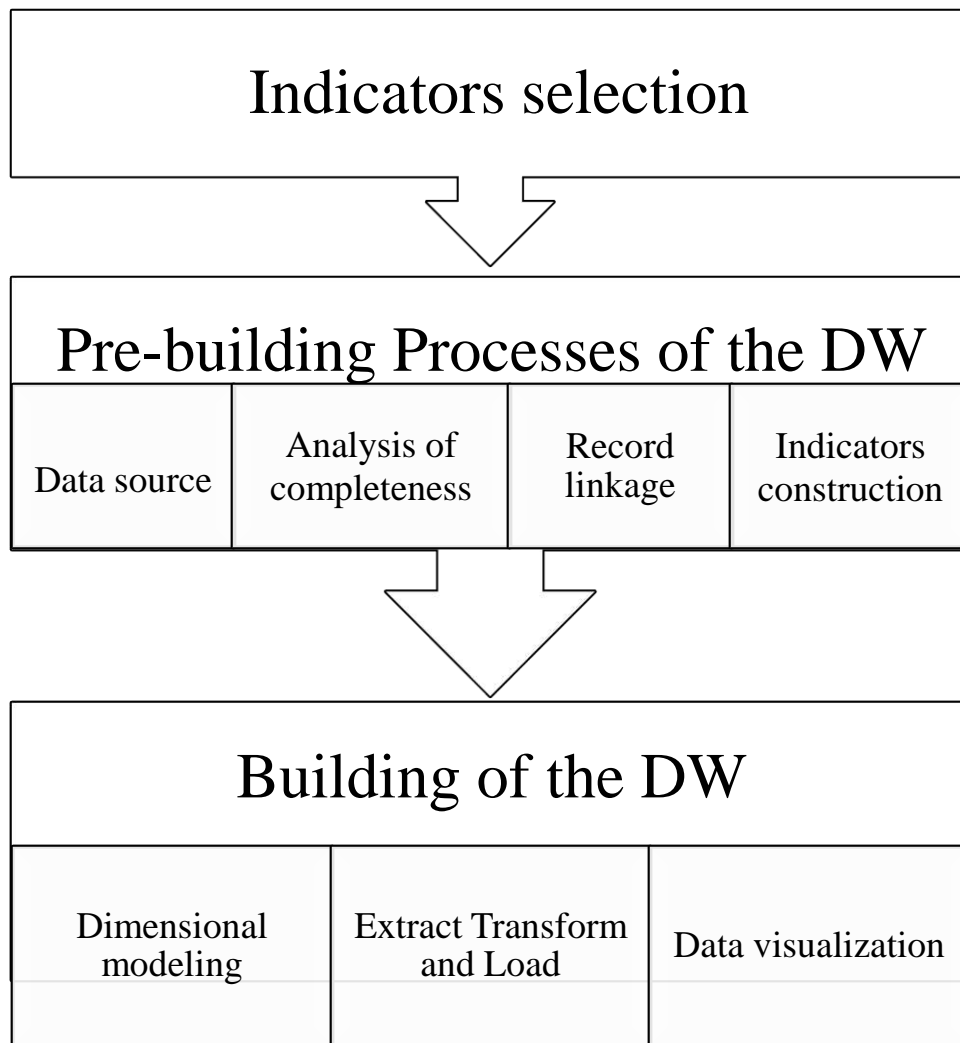 Indicators selection
Pre-building Processes of the DW
Data source
Analysis of
completeness
Record
linkage
Indicators
construction
Building of the DW
Dimensional
modeling
Extract Transform
and Load
Data visualization